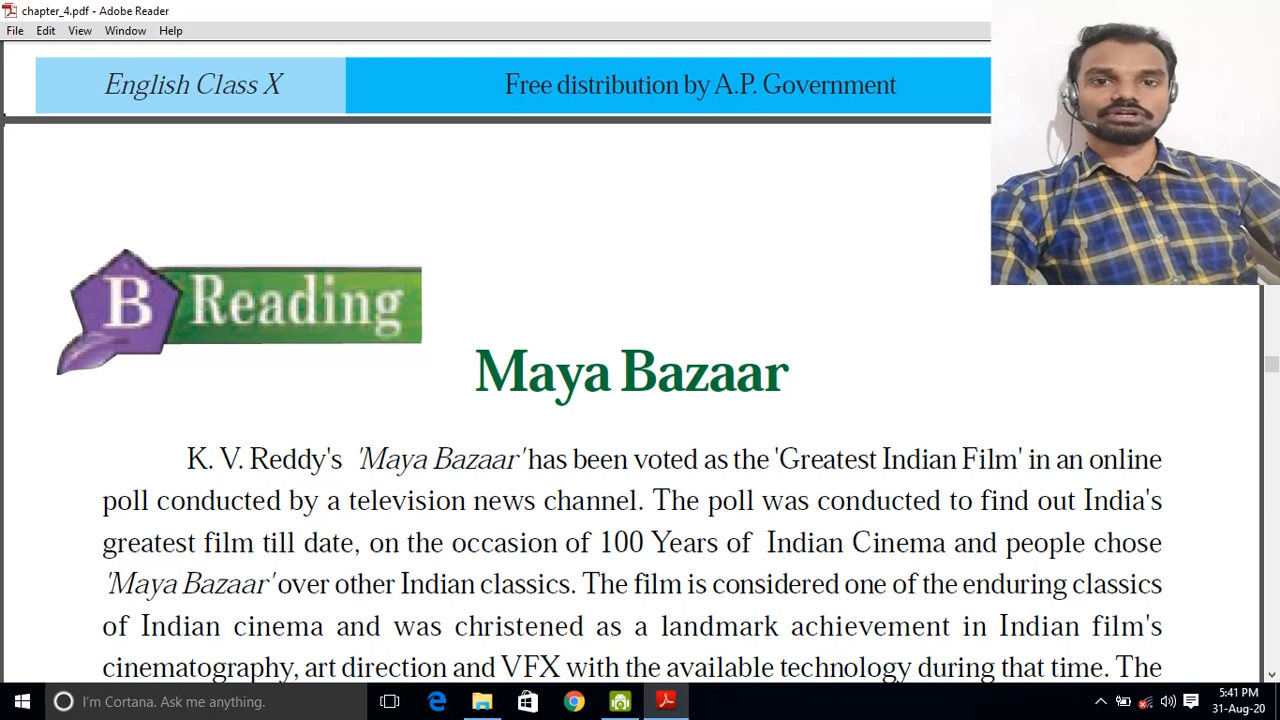 chapter_4.pdf - Adobe Reader
File Edit View Window Help
English Class X Free distribution by A.P. Government
B Reading
Maya Bazaar
K. V. Reddy's 'Maya Bazaar' has been voted as the 'Greatest Indian Film' in an online
poll conducted by a television news channel. The poll was conducted to find out India's
greatest film till date, on the occasion of 100 Years of Indian Cinema and people chose
'Maya Bazaar' over other Indian classics. The film is considered one of the enduring classics
of Indian cinema and was christened as a landmark achievement in Indian film's
cinematography, art direction and VFX with the available technology during that time. The
I'm Cortana. Ask me anything.
5:41 PM
31-Aug-20